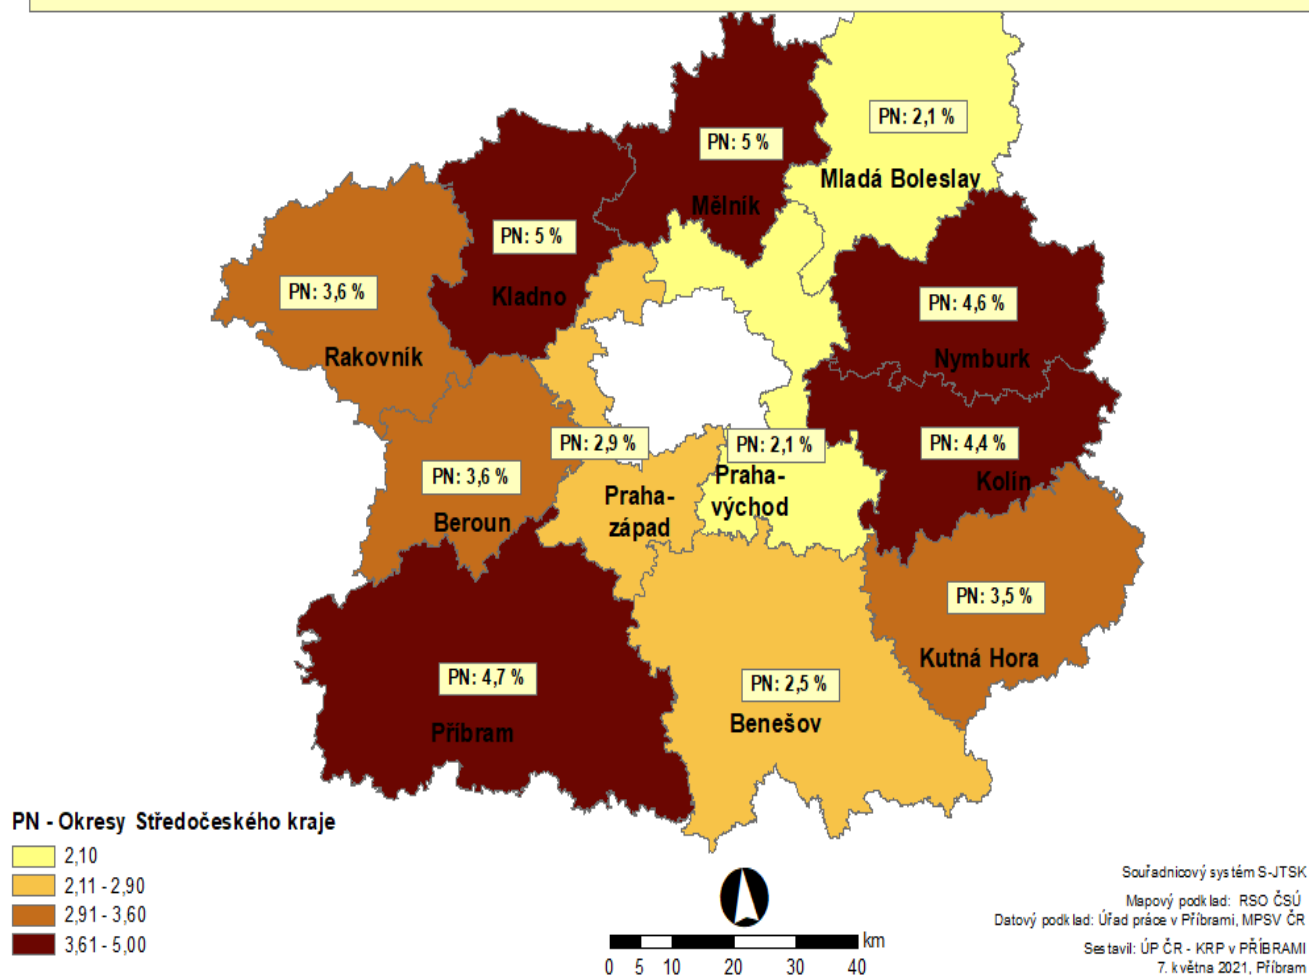 PN: 2,1 %
Mladá Boleslav
PN: 5 %
Mělník
PN: 5 %
Kladno
PN: 3,6 %
Rakovník
PN: 4,6 %
Nymburk
PN: 4,4 %
Kolín
PN: 2,9 %
Praha-
západ
PN: 2,1 %
Praha-
východ
PN: 3,6 %
Beroun
PN: 3,5 %
Kutná Hora
PN: 4,7 %
Příbram
PN: 2,5 %
Benešov
PN - Okresy Středočeského kraje
2,10
2,11 - 2,90
2,91 - 3,60
3,61 - 5,00
km
0 5 10 20 30 40
Souřadnicový systém S-JTSK
Mapový podklad: RSO ČSÚ
Datový podklad: Úřad práce v Příbrami, MPSV ČR
Sestavil: ÚP ČR - KRP v PŘÍBRAMI
7. května 2021, Příbram